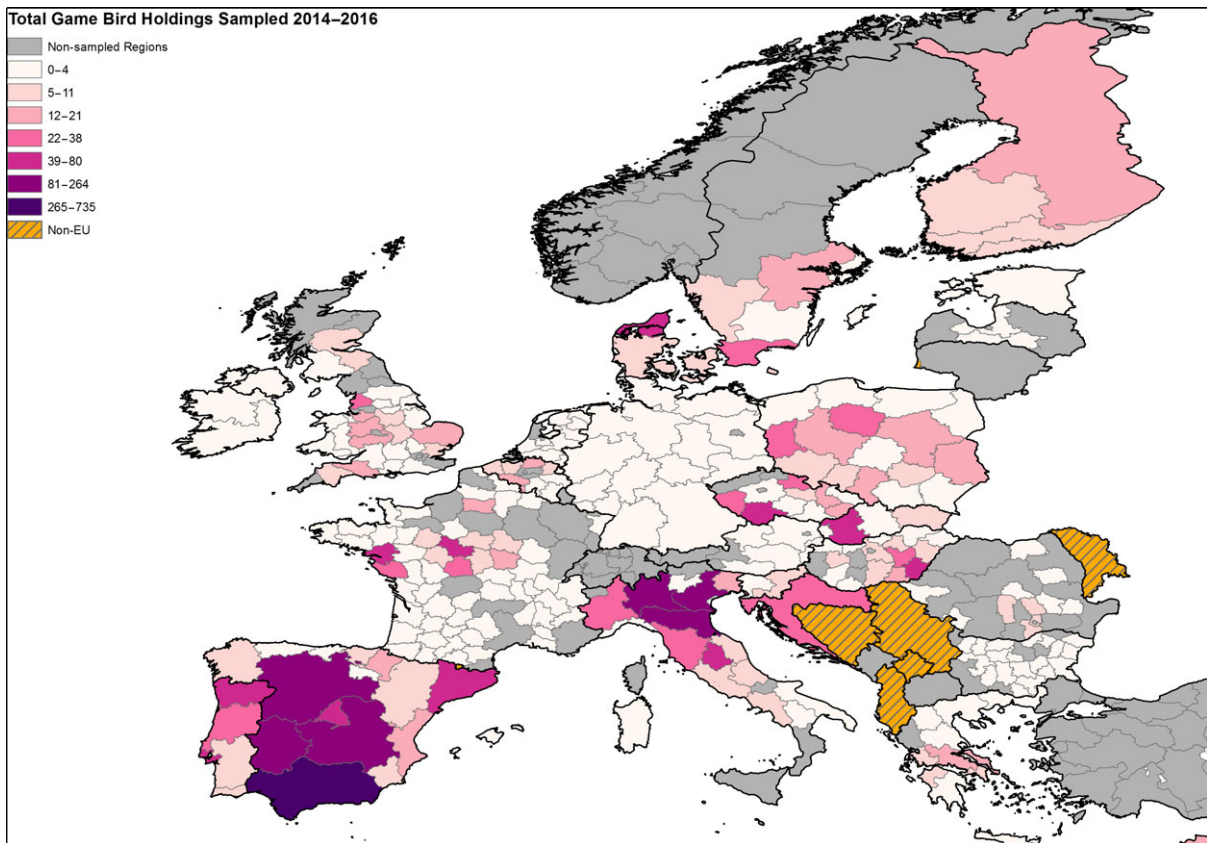 Total Game Bird Holdings Sampled 2014–2016
Non-sampled Regions
0–4
5–11
12–21
22–38
39–80
81–264
265–735
Non-EU